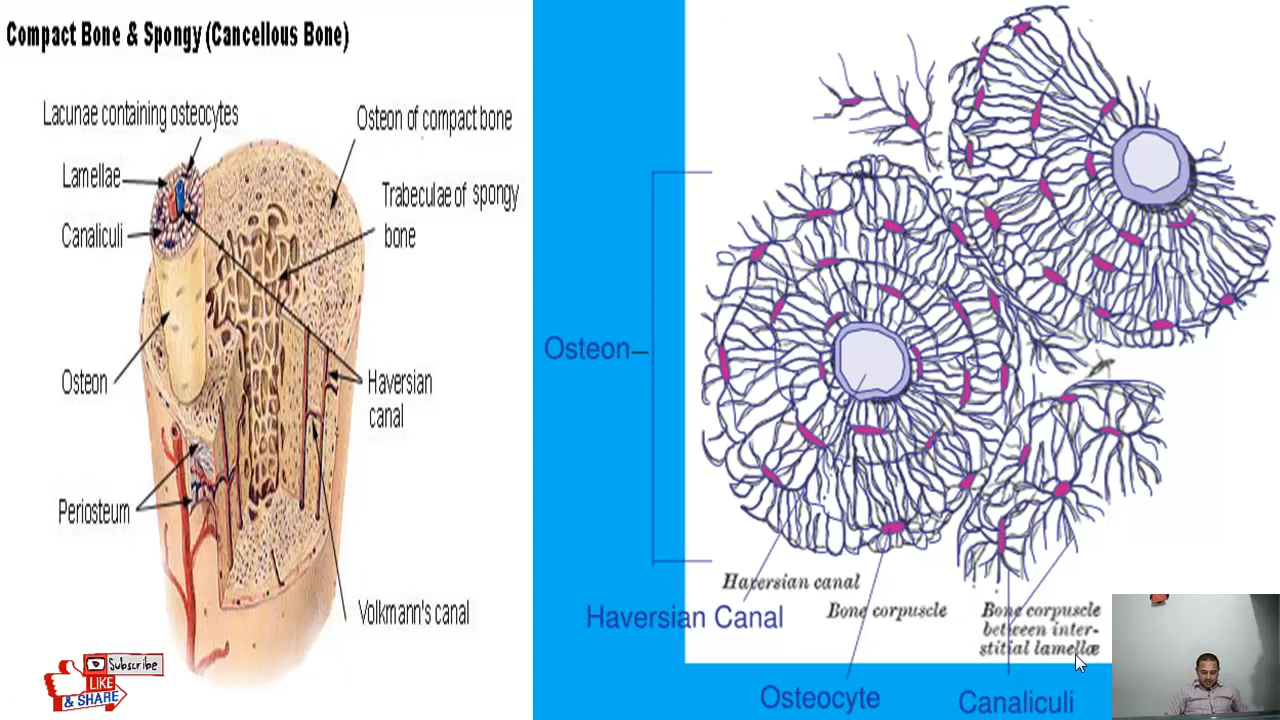 Compact Bone & Spongy (Cancellous Bone)
Lacunae containing osteocytes
Osteon of compact bone
Lamellae
Trabeculae of spongy
bone
Canaliculi
Osteon
Haversian
canal
Periosteum
Volkmann's canal
Subscribe
LIKE
& SHARE
Osteon
Haversian canal
Haversian Canal
Bone corpuscle
Bone corpuscle
between inter-
stitial lamellæ
Osteocyte
Canaliculi